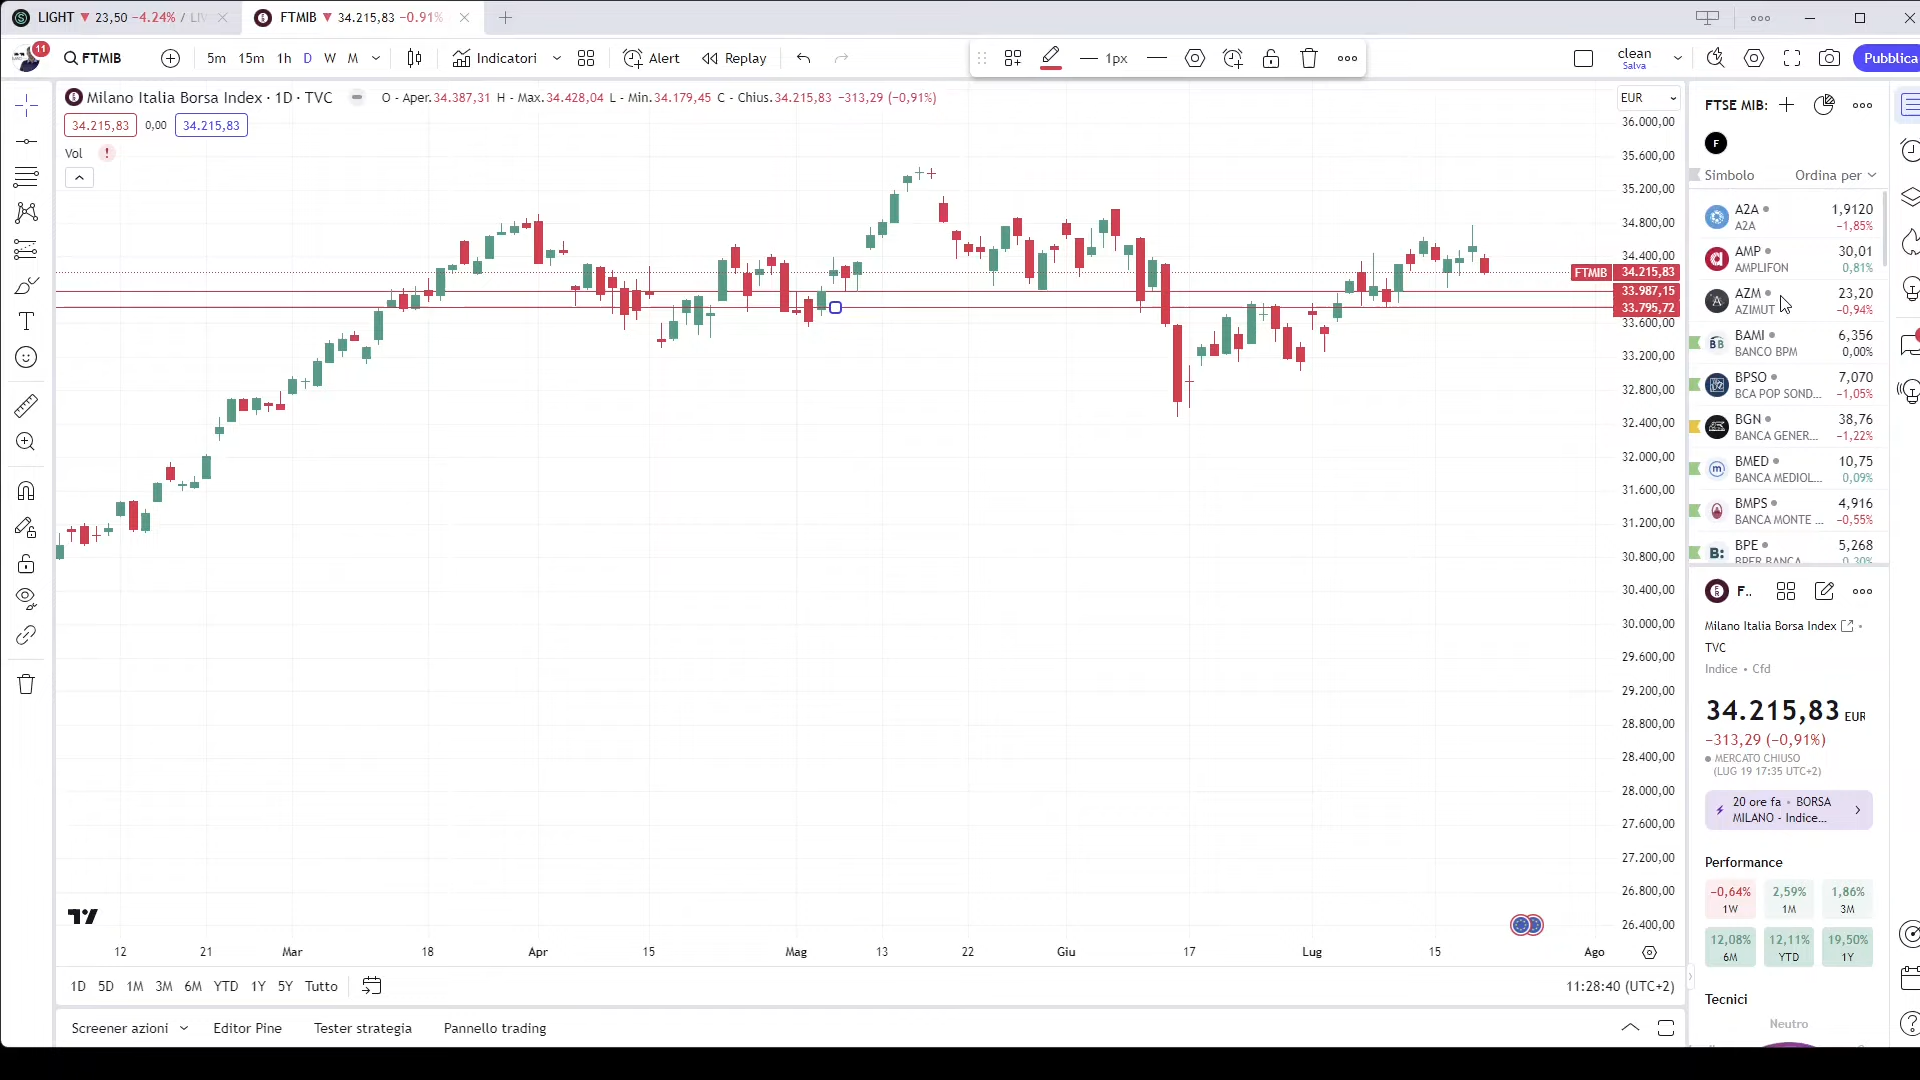 LIGHT ▼ 23,50 −4.24% / LIV
FTMIB ▼ 34.215,83 −0.91%
11
FTMIB
5m 15m 1h D W M
Indicatori
Alert
Replay
1px
clean
Salva
Pubblica
Milano Italia Borsa Index · 1D · TVC
O - Aper.34.387,31 H - Max.34.428,04 L - Min.34.179,45 C - Chius.34.215,83 −313,29 (−0,91%)
34.215,83 0,00 34.215,83
Vol !
EUR
36.000,00
35.600,00
35.200,00
34.800,00
34.400,00
FTMIB 34.215,83
33.987,15
33.795,72
33.600,00
33.200,00
32.800,00
32.400,00
32.000,00
31.600,00
31.200,00
30.800,00
30.400,00
30.000,00
29.600,00
29.200,00
28.800,00
28.400,00
28.000,00
27.600,00
27.200,00
26.800,00
26.400,00
12 21 Mar 18 Apr 15 Mag 13 22 Giu 17 Lug 15 Ago
1D 5D 1M 3M 6M YTD 1Y 5Y Tutto
11:28:40 (UTC+2)
Screener azioni Editor Pine Tester strategia Pannello trading
FTSE MIB:
F
Simbolo Ordina per
A2A 1,9120
A2A −1,85%
AMP 30,01
AMPLIFON 0,81%
AZM 23,20
AZIMUT −0,94%
BAMI 6,356
BANCO BPM 0,00%
BPSO 7,070
BCA POP SOND... −1,05%
BGN 38,76
BANCA GENER... −1,22%
BMED 10,75
BANCA MEDIOL... 0,09%
BMPS 4,916
BANCA MONTE ... −0,55%
BPE 5,268
BPER BANCA 0,30%
F..
Milano Italia Borsa Index •
TVC
Indice • Cfd
34.215,83 EUR
−313,29 (−0,91%)
MERCATO CHIUSO
(LUG 19 17:35 UTC+2)
20 ore fa • BORSA
MILANO - Indice...
Performance
−0,64% 2,59% 1,86%
1W 1M 3M
12,08% 12,11% 19,50%
6M YTD 1Y
Tecnici
Neutro